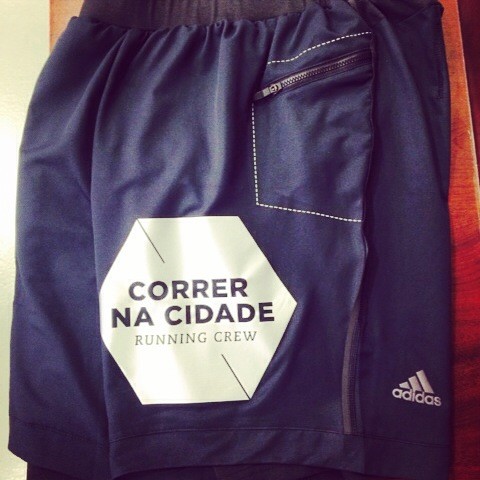 CORRER
NA CIDADE
RUNNING CREW
adidas